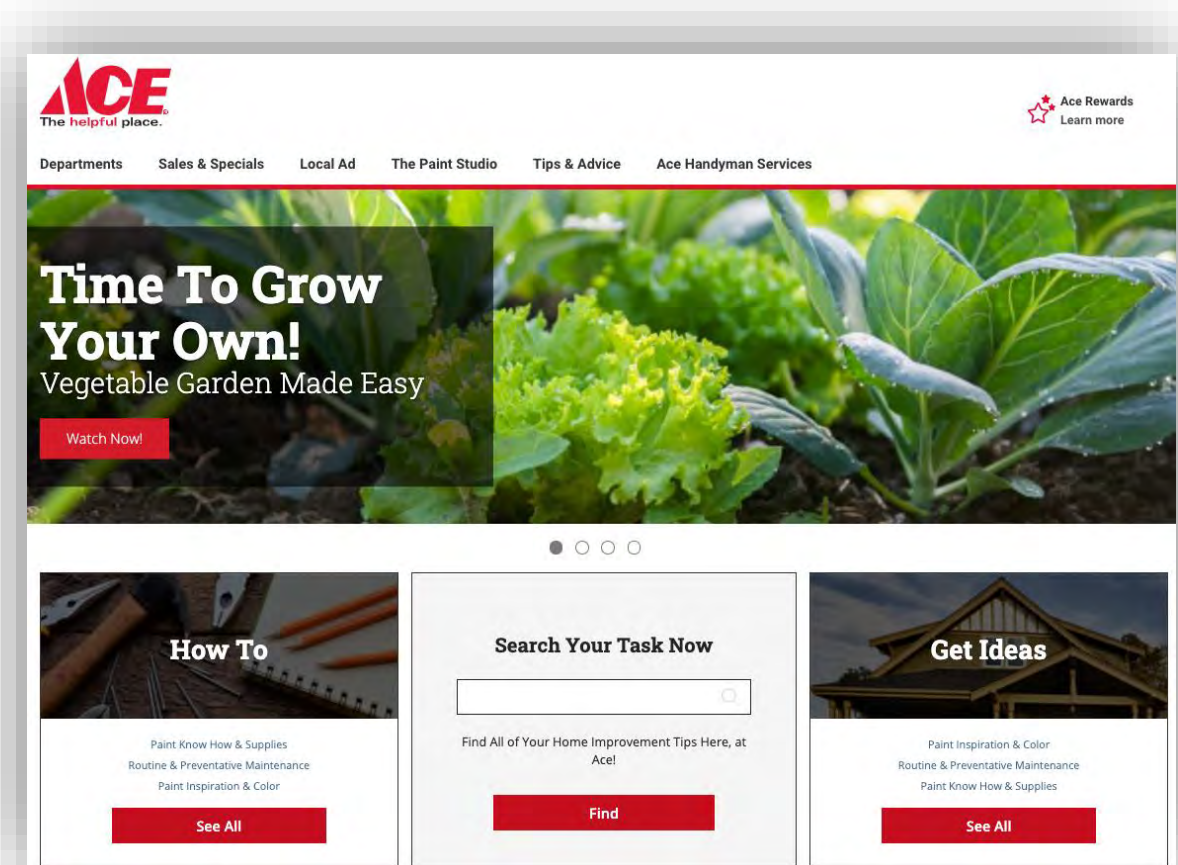 ACE
The helpful place.
Ace Rewards
Learn more
Departments Sales & Specials Local Ad The Paint Studio Tips & Advice Ace Handyman Services
Time To Grow
Your Own!
Vegetable Garden Made Easy
Watch Now!
How To
Paint Know How & Supplies
Routine & Preventative Maintenance
Paint Inspiration & Color
See All
Search Your Task Now
Find All of Your Home Improvement Tips Here, at
Ace!
Find
Get Ideas
Paint Inspiration & Color
Routine & Preventative Maintenance
Paint Know How & Supplies
See All